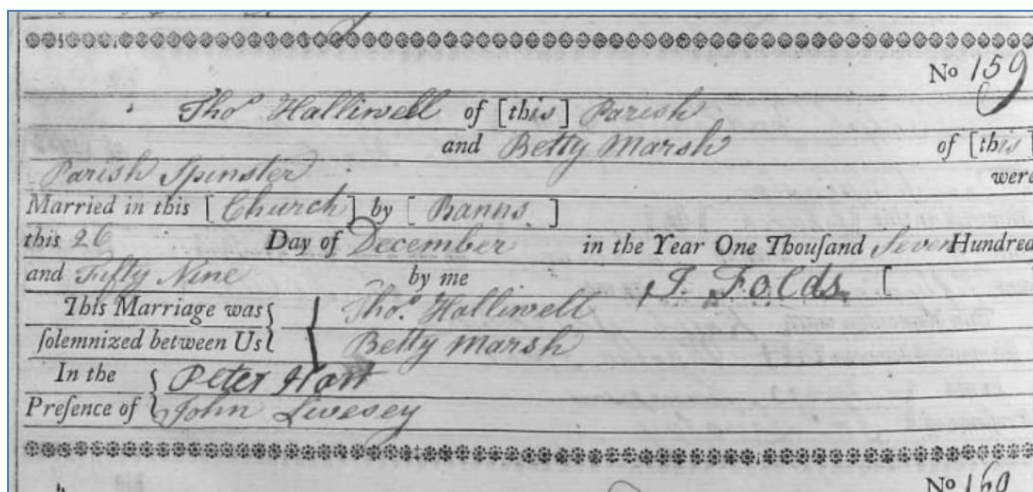 No 159
Thos Halliwell of [this] Parish
and Betty Marsh of [this]
Parish Spinster were
Married in this [Church] by [Banns]
this 26 Day of December in the Year One Thouſand Seven Hundred
and Fifty Nine by me J. Folds. [
This Marriage was { { Thos. Halliwell
ſolemnized between Us { Betty Marsh
In the { Peter Hart
Preſence of { John Livesey
No 160